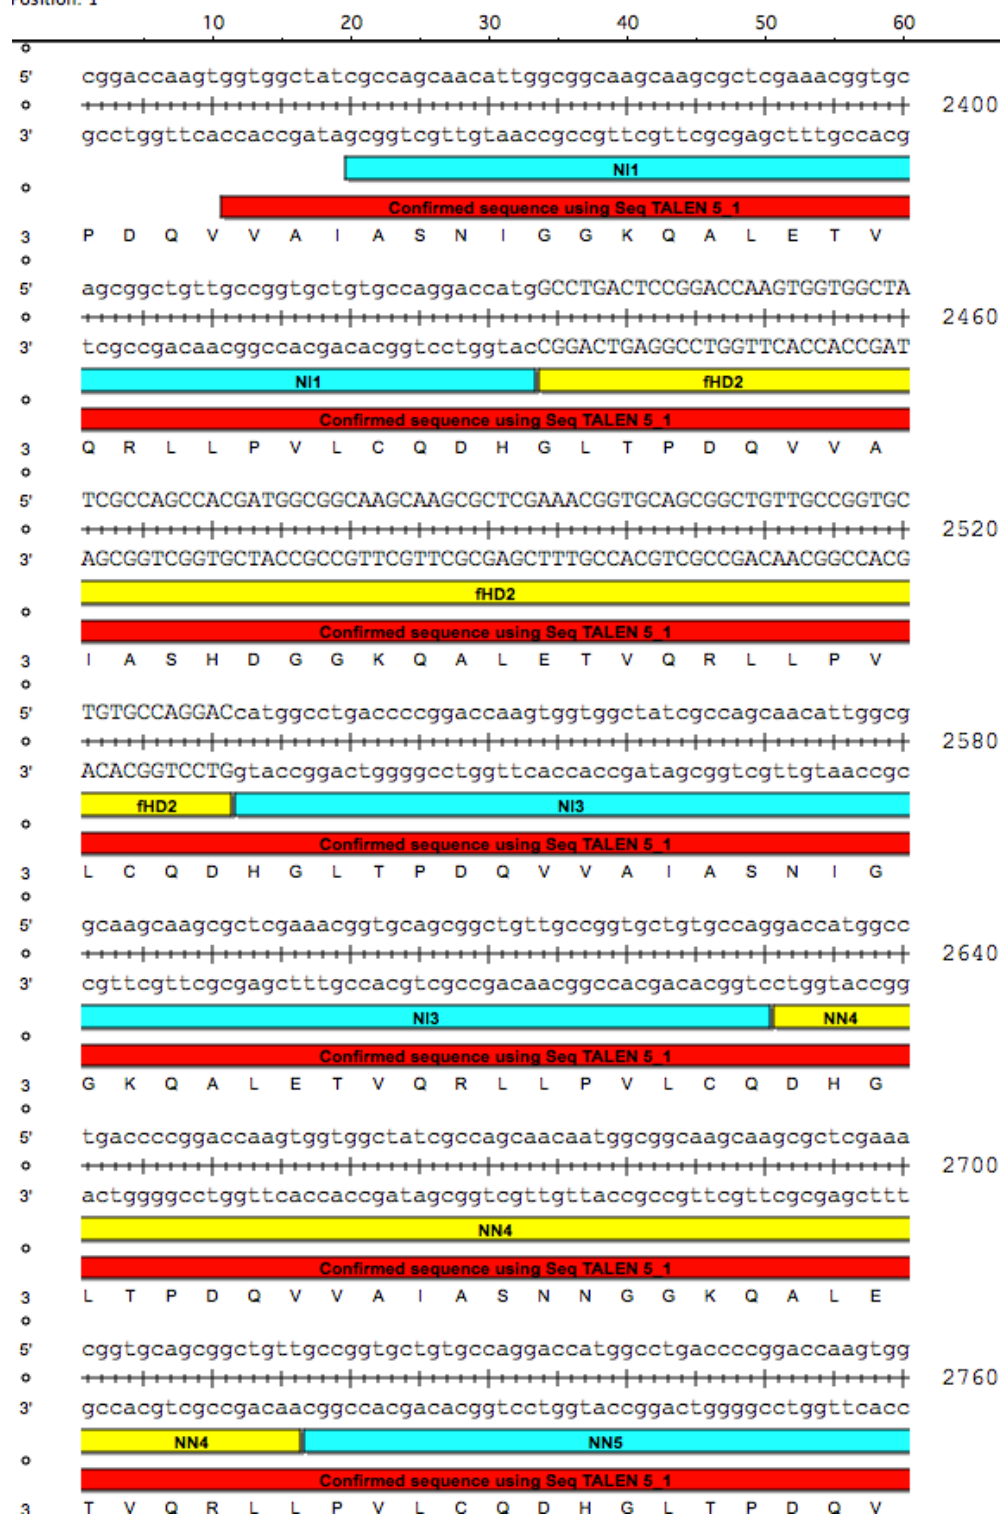 Position: 1
10 20 30 40 50 60
5' cggaccaagtggtggctatcgccagcaacattggcggcaagcaagcgctcgaaacggtgc
2400
3' gcctggttcaccaccgatagcggtcgttgtaaccgccgttcgttcgcgagctttgccacg
NI1
Confirmed sequence using Seq TALEN 5_1
3 P D Q V V A I A S N I G G K Q A L E T V
5' agcggctgttgccggtgctgtgccaggaccatgGCCTGACTCCGGACCAAGTGGTGGCTA
2460
3' tcgccgacaacggccacgacacggtcctggtacCGGACTGAGGCCTGGTTCACCACCGAT
NI1 fHD2
Confirmed sequence using Seq TALEN 5_1
3 Q R L L P V L C Q D H G L T P D Q V V A
5' TCGCCAGCCACGATGGCGGCAAGCAAGCGCTCGAAACGGTGCAGCGGCTGTTGCCGGTGC
2520
3' AGCGGTCGGTGCTACCGCCGTTCGTTCGCGAGCTTTGCCACGTCGCCGACAACGGCCACG
fHD2
Confirmed sequence using Seq TALEN 5_1
3 I A S H D G G K Q A L E T V Q R L L P V
5' TGTGCCAGGACcatggcctgaccccggaccaagtggtggctatcgccagcaacattggcg
2580
3' ACACGGTCCTGgtaccggactggggcctggttcaccaccgatagcggtcgttgtaaccgc
fHD2 NI3
Confirmed sequence using Seq TALEN 5_1
3 L C Q D H G L T P D Q V V A I A S N I G
5' gcaagcaagcgctcgaaacggtgcagcggctgttgccggtgctgtgccaggaccatggcc
2640
3' cgttcgttcgcgagctttgccacgtcgccgacaacggccacgacacggtcctggtaccgg
NI3 NN4
Confirmed sequence using Seq TALEN 5_1
3 G K Q A L E T V Q R L L P V L C Q D H G
5' tgaccccggaccaagtggtggctatcgccagcaacaatggcggcaagcaagcgctcgaaa
2700
3' actggggcctggttcaccaccgatagcggtcgttgttaccgccgttcgttcgcgagcttt
NN4
Confirmed sequence using Seq TALEN 5_1
3 L T P D Q V V A I A S N N G G K Q A L E
5' cggtgcagcggctgttgccggtgctgtgccaggaccatggcctgaccccggaccaagtgg
2760
3' gccacgtcgccgacaacggccacgacacggtcctggtaccggactggggcctggttcacc
NN4 NN5
Confirmed sequence using Seq TALEN 5_1
3 T V Q R L L P V L C Q D H G L T P D Q V